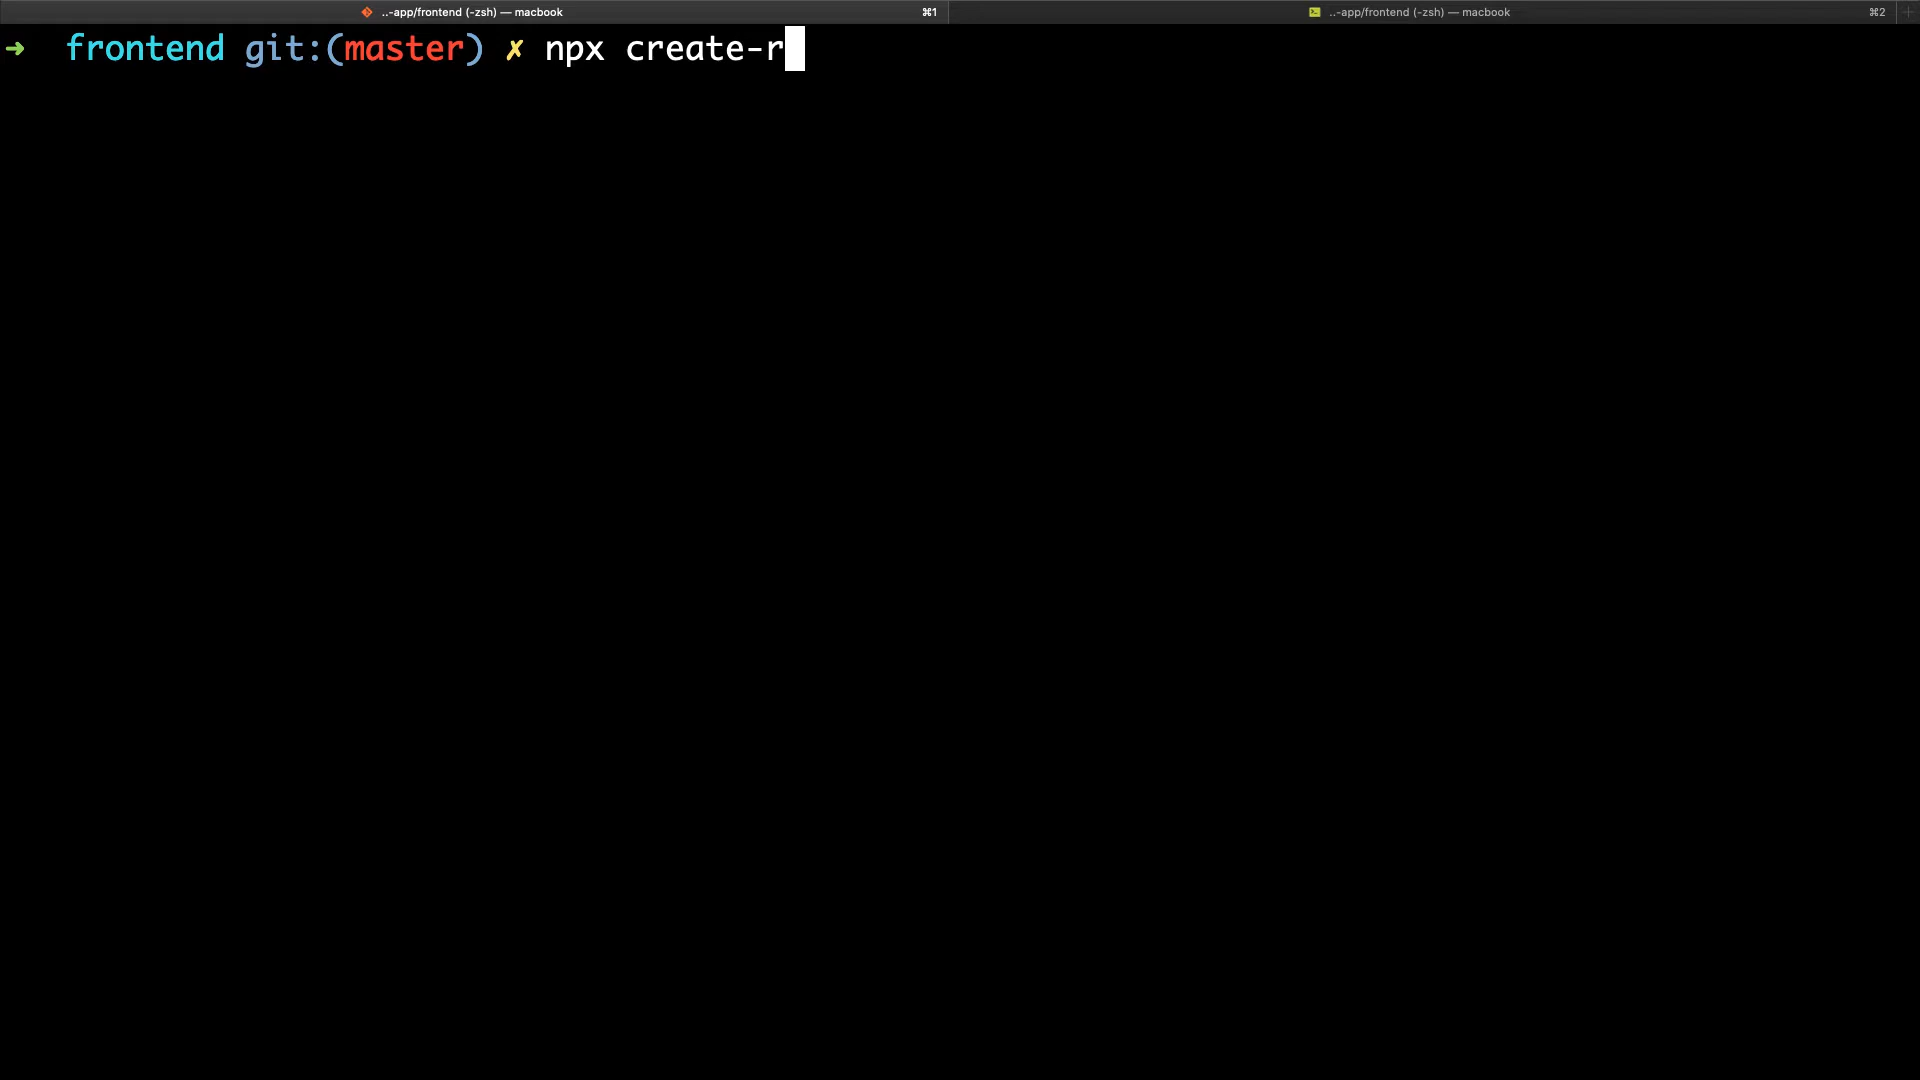 ..-app/frontend (-zsh) — macbook ⌘1 ..-app/frontend (-zsh) — macbook ⌘2
➜ frontend git:(master) ✗ npx create-r